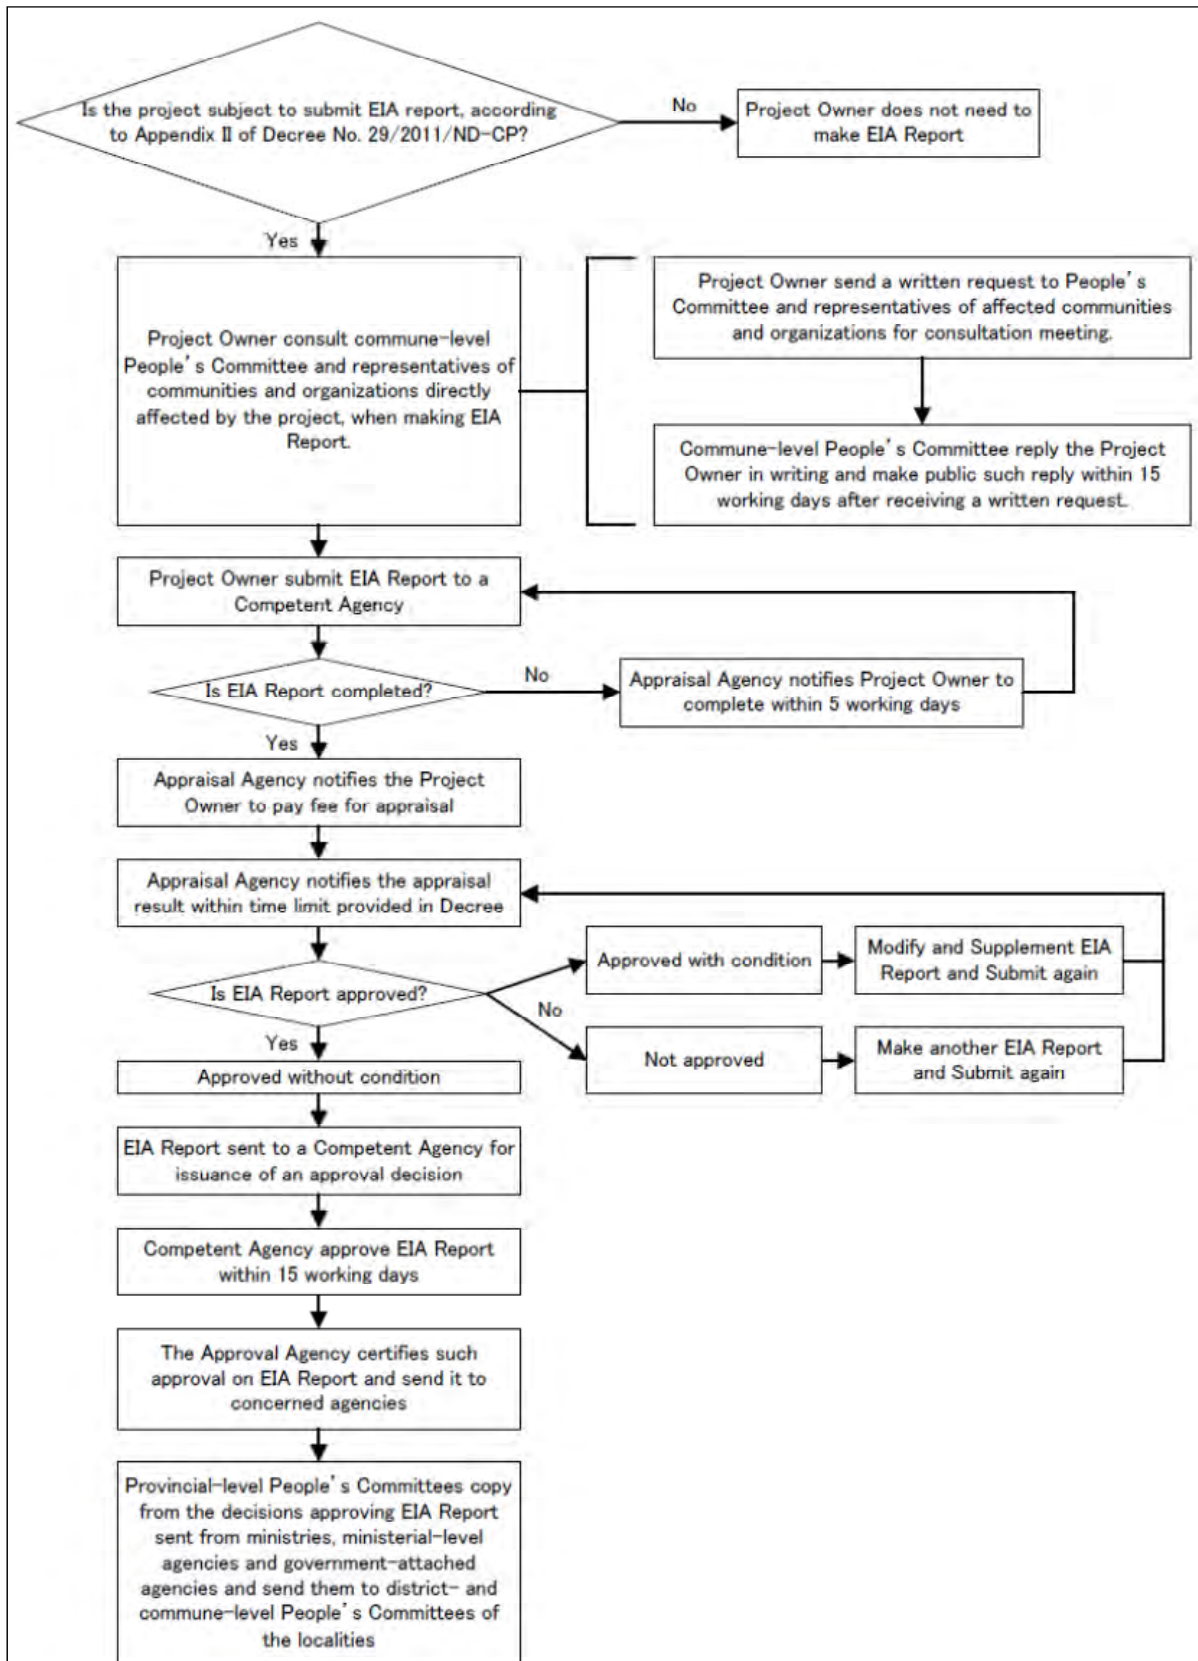 Is the project subject to submit EIA report, according
to Appendix II of Decree No. 29/2011/ND-CP?
No
Project Owner does not need to
make EIA Report
Yes
Project Owner consult commune-level
People's Committee and representatives of
communities and organizations directly
affected by the project, when making EIA
Report.
Project Owner send a written request to People's
Committee and representatives of affected communities
and organizations for consultation meeting.
Commune-level People's Committee reply the Project
Owner in writing and make public such reply within 15
working days after receiving a written request.
Project Owner submit EIA Report to a
Competent Agency
Is EIA Report completed?
No
Appraisal Agency notifies Project Owner to
complete within 5 working days
Yes
Appraisal Agency notifies the Project
Owner to pay fee for appraisal
Appraisal Agency notifies the appraisal
result within time limit provided in Decree
Is EIA Report approved?
Approved with condition
Modify and Supplement EIA
Report and Submit again
No
Not approved
Make another EIA Report
and Submit again
Yes
Approved without condition
EIA Report sent to a Competent Agency for
issuance of an approval decision
Competent Agency approve EIA Report
within 15 working days
The Approval Agency certifies such
approval on EIA Report and send it to
concerned agencies
Provincial-level People's Committees copy
from the decisions approving EIA Report
sent from ministries, ministerial-level
agencies and government-attached
agencies and send them to district- and
commune-level People's Committees of
the localities